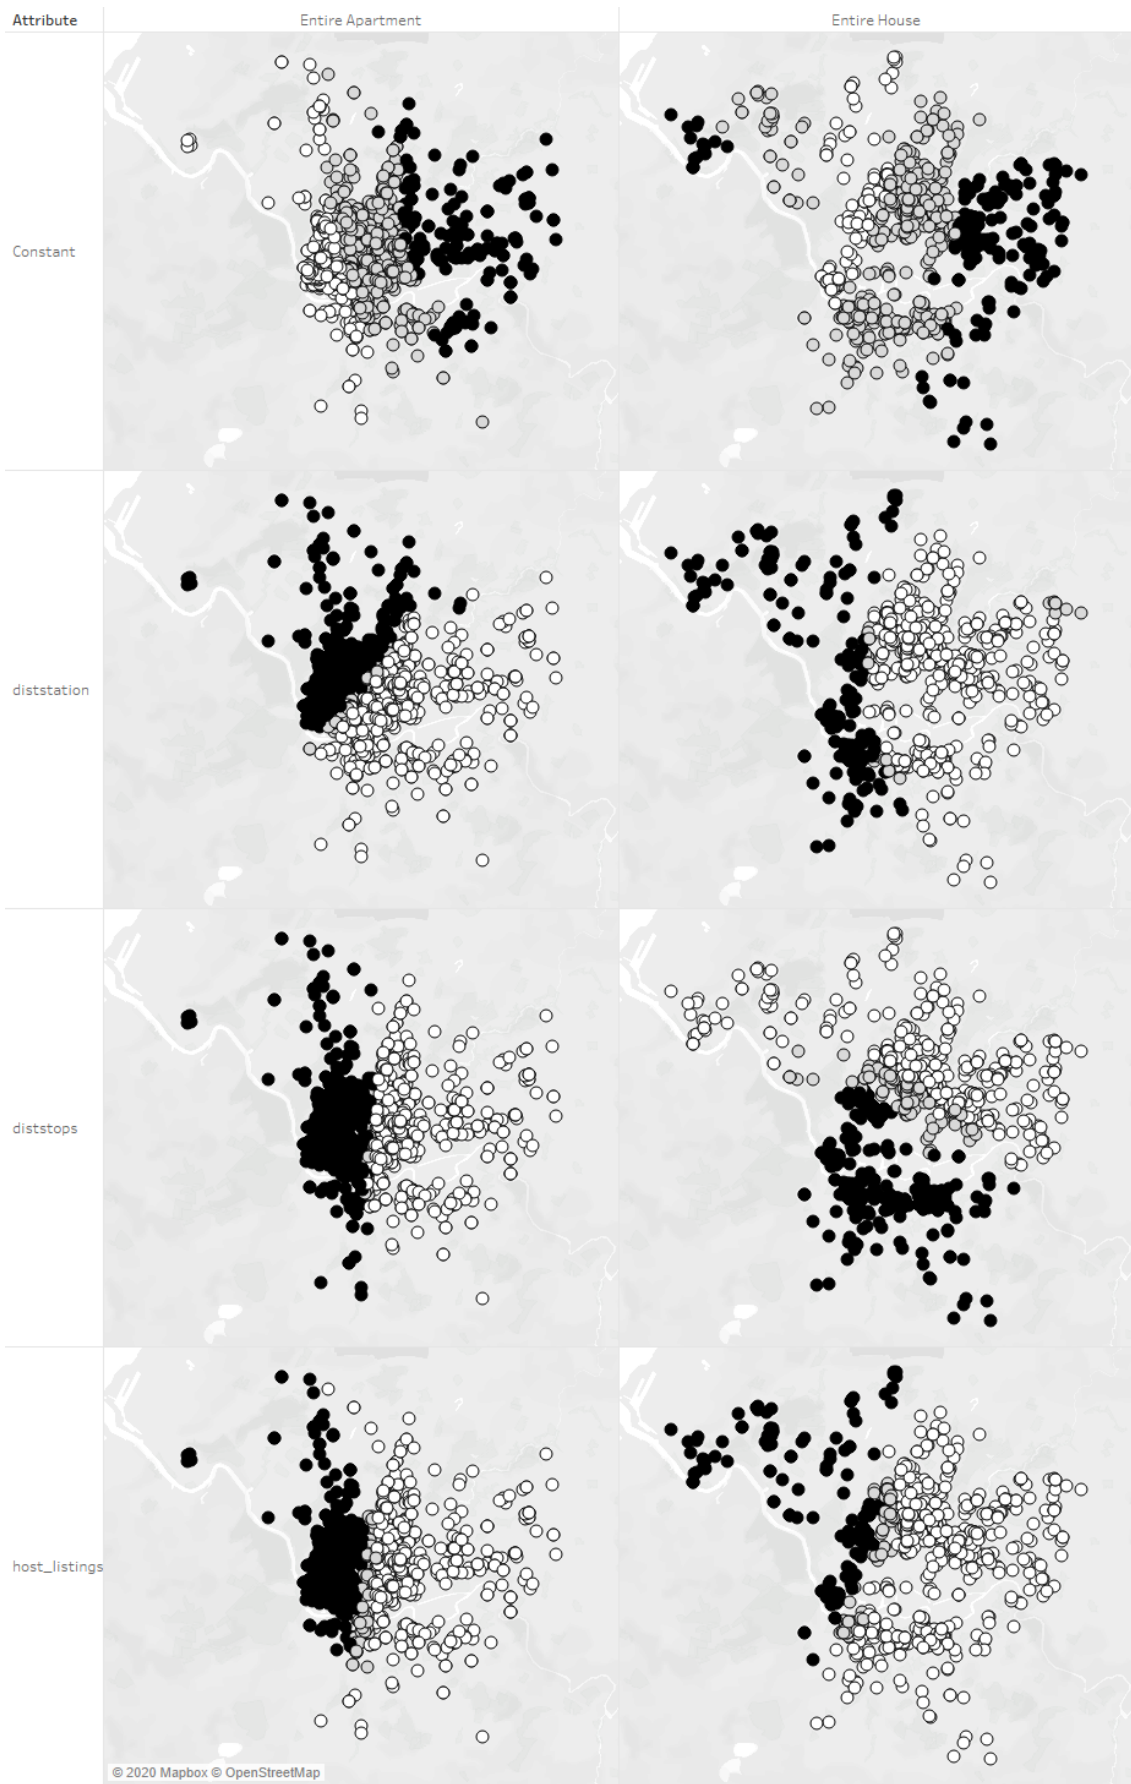 Attribute Entire Apartment Entire House
Constant
diststation
diststops
host_listings
© 2020 Mapbox © OpenStreetMap